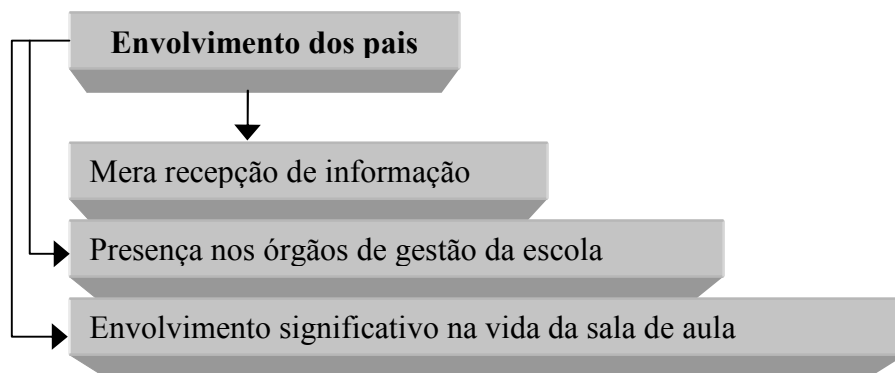 Envolvimento dos pais
Mera recepção de informação
Presença nos órgãos de gestão da escola
Envolvimento significativo na vida da sala de aula